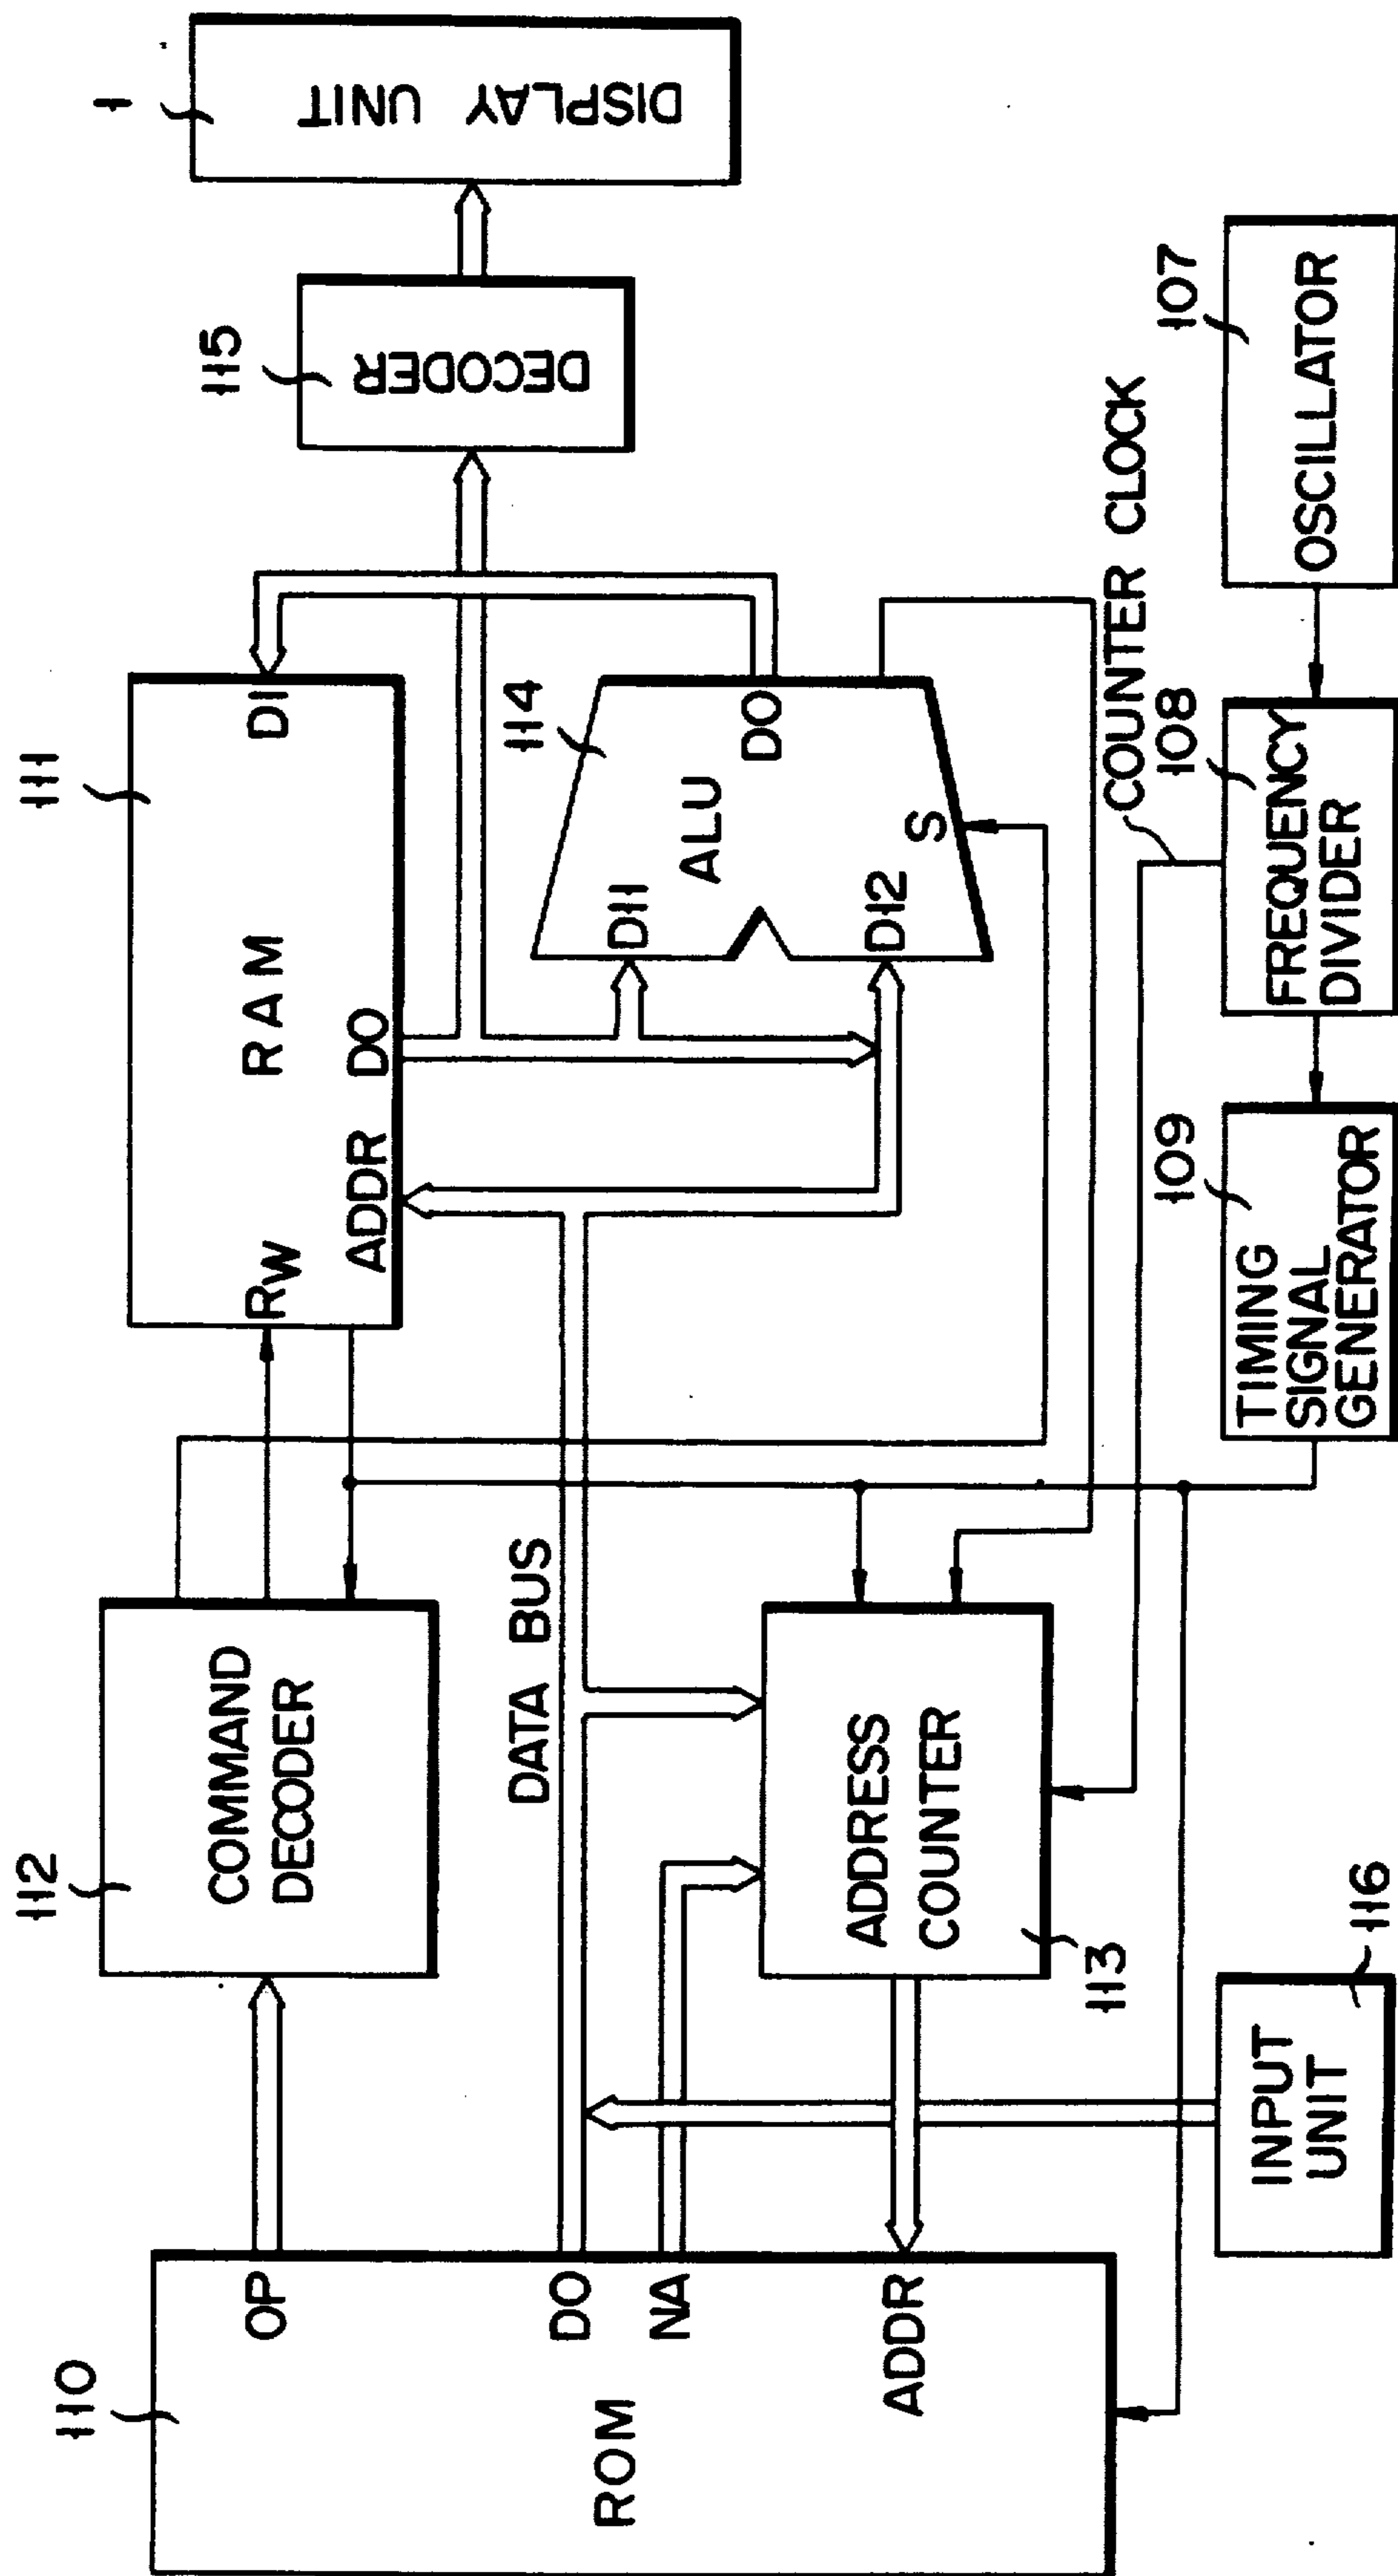 110
ROM
OP
DO
NA
ADDR
112
COMMAND
DECODER
DATA BUS
ADDRESS
COUNTER
113
INPUT
UNIT
116
111
RAM
RW
ADDR
DO
DI
114
ALU
DI1
DI2
DO
S
115
DECODER
1
DISPLAY UNIT
COUNTER CLOCK
107
OSCILLATOR
108
FREQUENCY
DIVIDER
109
TIMING
SIGNAL
GENERATOR